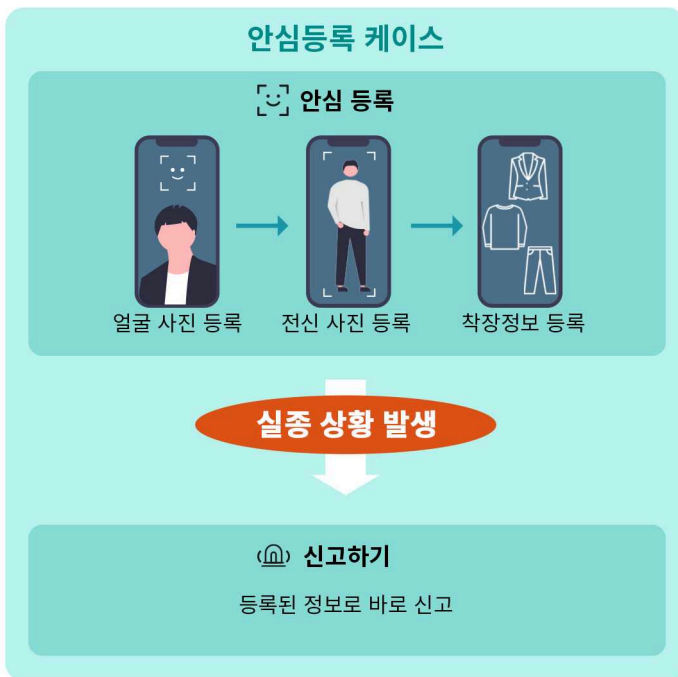 안심등록 케이스
안심 등록
얼굴 사진 등록
전신 사진 등록
착장정보 등록
실종 상황 발생
신고하기
등록된 정보로 바로 신고